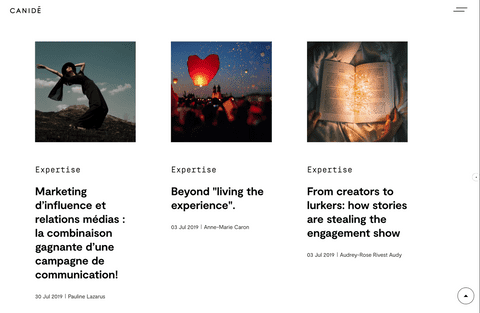 CANIDÉ
Expertise
Marketing
d'influence et
relations médias :
la combinaison
gagnante d'une
campagne de
communication!
30 Jul 2019 | Pauline Lazarus
Expertise
Beyond "living the
experience".
03 Jul 2019 | Anne-Marie Caron
Expertise
From creators to
lurkers: how stories
are stealing the
engagement show
03 Jul 2019 | Audrey-Rose Rivest Audy